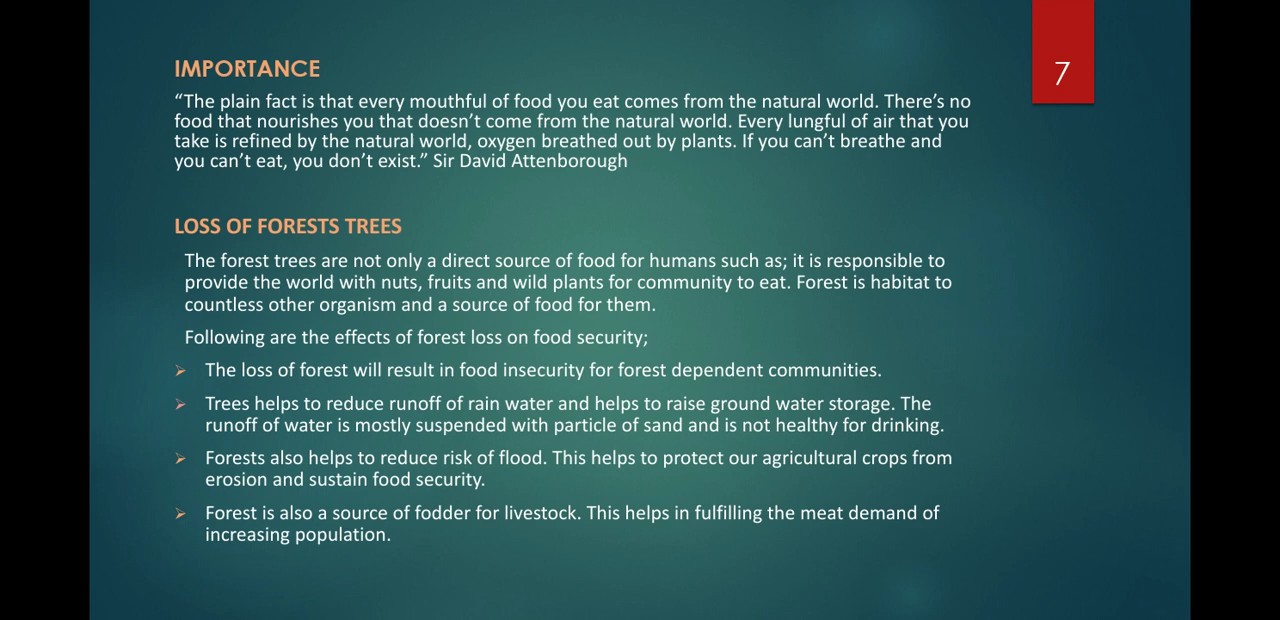 7
IMPORTANCE
“The plain fact is that every mouthful of food you eat comes from the natural world. There’s no
food that nourishes you that doesn’t come from the natural world. Every lungful of air that you
take is refined by the natural world, oxygen breathed out by plants. If you can’t breathe and
you can’t eat, you don’t exist.” Sir David Attenborough
LOSS OF FORESTS TREES
The forest trees are not only a direct source of food for humans such as; it is responsible to
provide the world with nuts, fruits and wild plants for community to eat. Forest is habitat to
countless other organism and a source of food for them.
Following are the effects of forest loss on food security;
The loss of forest will result in food insecurity for forest dependent communities.
Trees helps to reduce runoff of rain water and helps to raise ground water storage. The
runoff of water is mostly suspended with particle of sand and is not healthy for drinking.
Forests also helps to reduce risk of flood. This helps to protect our agricultural crops from
erosion and sustain food security.
Forest is also a source of fodder for livestock. This helps in fulfilling the meat demand of
increasing population.